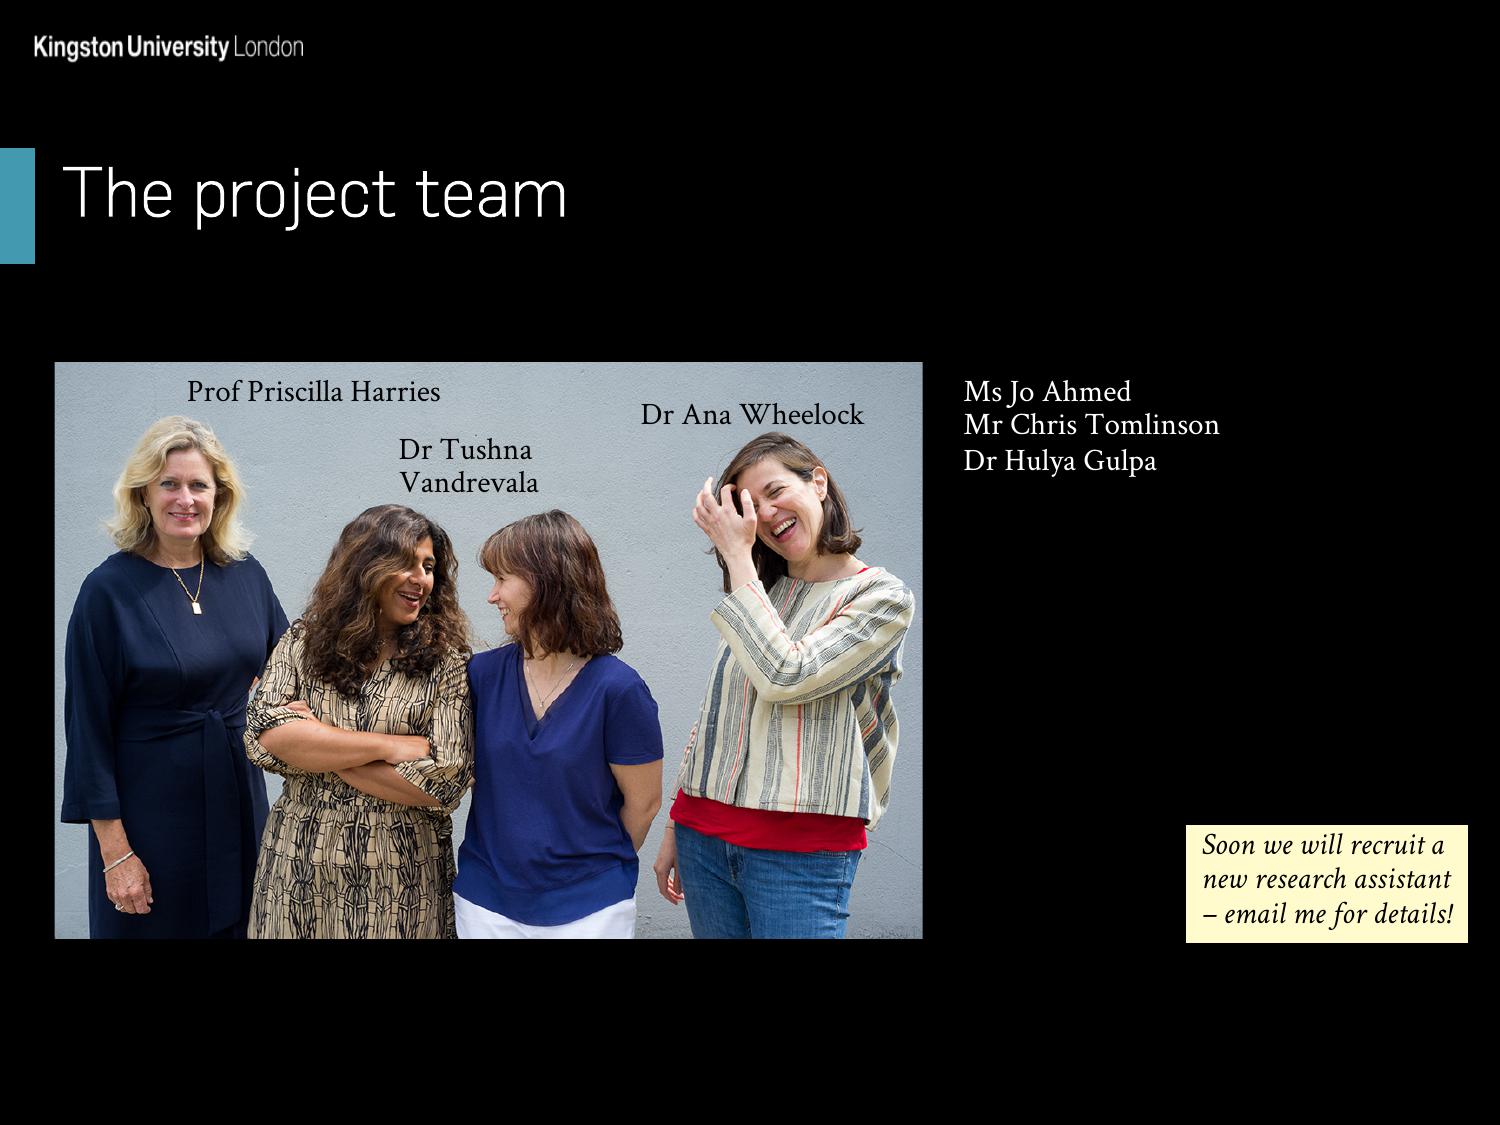 Kingston University London
The project team
Prof Priscilla Harries
Dr Ana Wheelock
Dr Tushna
Vandrevala
Ms Jo Ahmed
Mr Chris Tomlinson
Dr Hulya Gulpa
Soon we will recruit a
new research assistant
– email me for details!